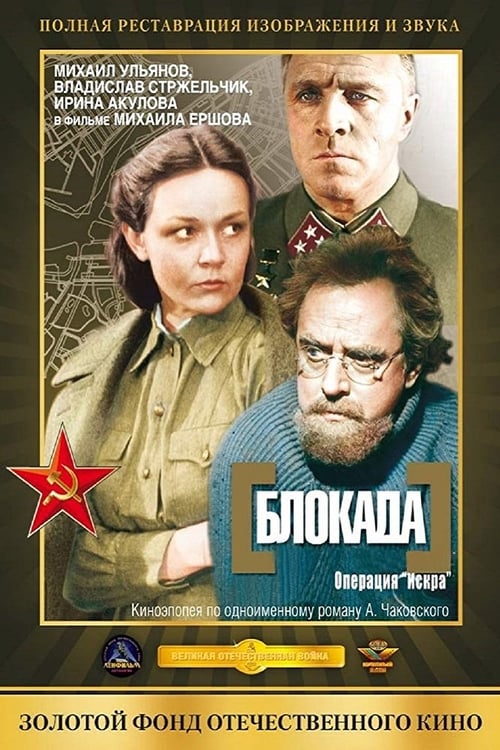 ПОЛНАЯ РЕСТАВРАЦИЯ ИЗОБРАЖЕНИЯ И ЗВУКА
МИХАИЛ УЛЬЯНОВ,
ВЛАДИСЛАВ СТРЖЕЛЬЧИК,
ИРИНА АКУЛОВА
В ФИЛЬМЕ МИХАИЛА ЕРШОВА
[БЛОКАДА]
Операция "Искра"
Киноэпопея по одноименному роману А. Чаковского
ЛЕНФИЛЬМ
ВЕЛИКАЯ ОТЕЧЕСТВЕННАЯ ВОЙНА
ЗОЛОТОЙ ФОНД ОТЕЧЕСТВЕННОГО КИНО